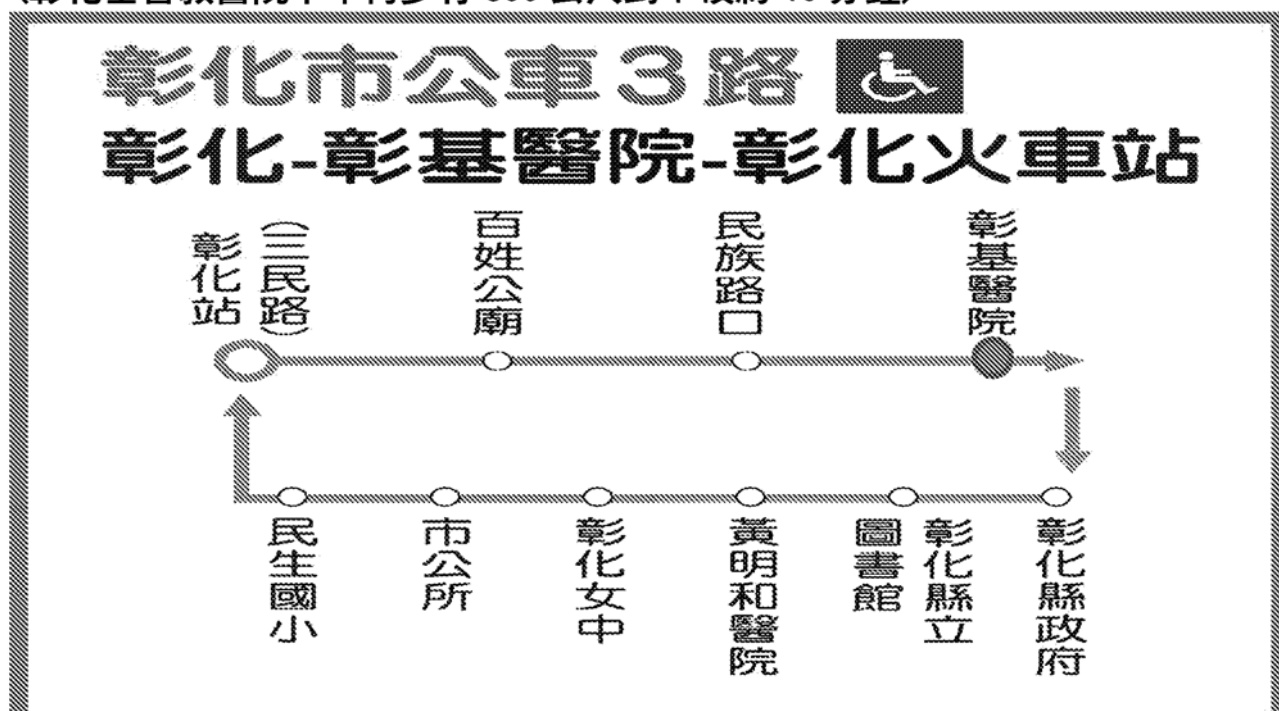 彰化市公車3路
彰化-彰基醫院-彰化火車站
彰化站
（三民路）
百姓公廟
民族路口
彰基醫院
民生國小
市公所
彰化女中
黃明和醫院
彰化縣立
圖書館
彰化縣政府